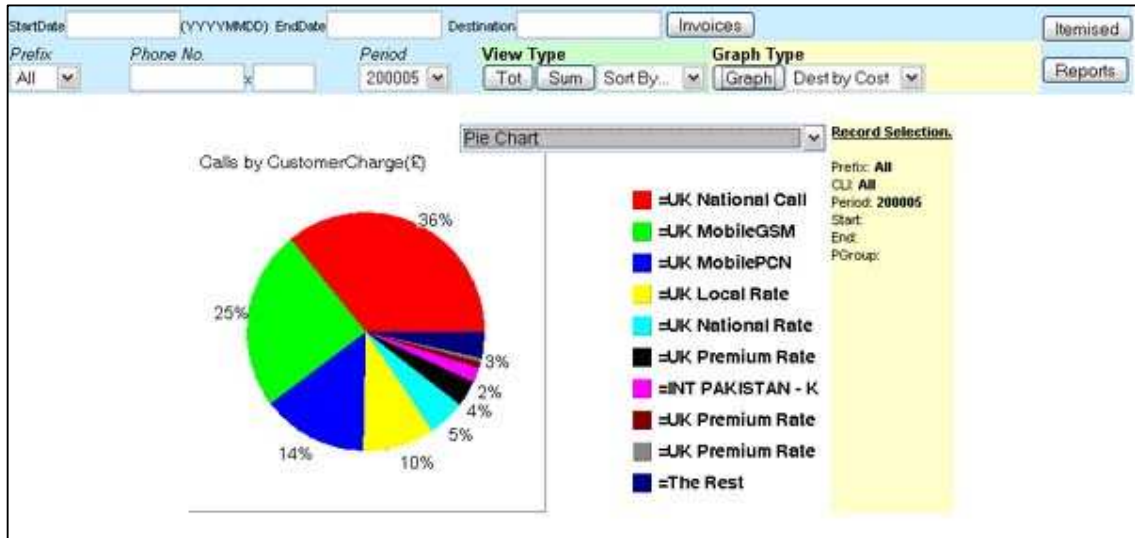 StartDate (YYYYMMDD) EndDate Destination Invoices Itemised
Prefix Phone No. Period View Type Graph Type
All x 200005 Tot Sum Sort By... Graph Dest by Cost Reports
Pie Chart
Record Selection.
Calls by CustomerCharge(£)
Prefix: All
CLI: All
Period: 200005
Start:
End:
PGroup:
36%
25%
14%
10%
5%
4%
2%
3%
=UK National Call
=UK MobileGSM
=UK MobilePCN
=UK Local Rate
=UK National Rate
=UK Premium Rate
=INT PAKISTAN - K
=UK Premium Rate
=UK Premium Rate
=The Rest